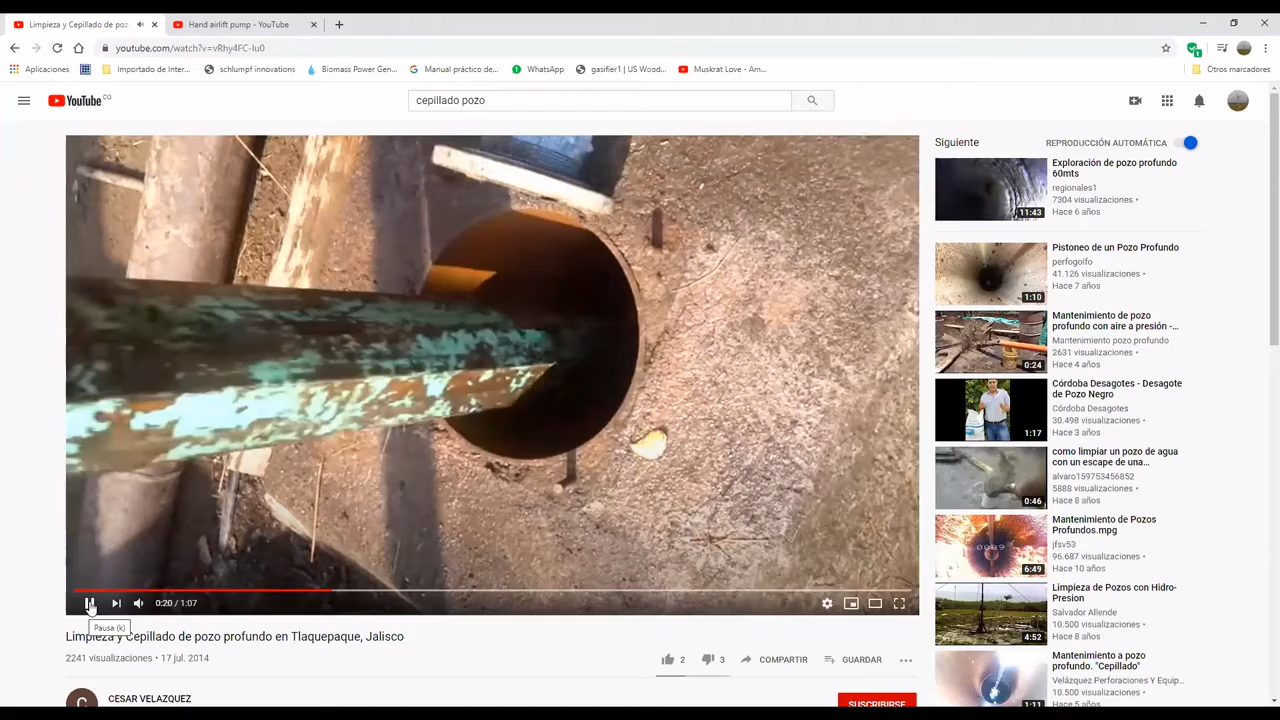 Limpieza y Cepillado de poz
Hand airlift pump - YouTube
youtube.com/watch?v=vRhy4FC-Iu0
Aplicaciones
Importado de Inter...
schlumpf innovations
Biomass Power Gen...
Manual práctico de...
WhatsApp
gasifier1 | US Wood...
Muskrat Love - Am...
Otros marcadores
YouTube CO
cepillado pozo
Siguiente
REPRODUCCIÓN AUTOMÁTICA
Exploración de pozo profundo
60mts
regionales1
7304 visualizaciones •
Hace 6 años
11:43
Pistoneo de un Pozo Profundo
perfogolfo
41.126 visualizaciones •
Hace 7 años
1:10
Mantenimiento de pozo
profundo con aire a presión -...
Mantenimiento pozo profundo
2631 visualizaciones •
Hace 4 años
0:24
Córdoba Desagotes - Desagote
de Pozo Negro
Córdoba Desagotes
30.498 visualizaciones •
Hace 3 años
1:17
como limpiar un pozo de agua
con un escape de una...
alvaro159753456852
5888 visualizaciones •
Hace 8 años
0:46
Mantenimiento de Pozos
Profundos.mpg
jfsv53
96.687 visualizaciones •
Hace 10 años
6:49
Limpieza de Pozos con Hidro-
Presion
Salvador Allende
10.500 visualizaciones •
Hace 8 años
4:52
Mantenimiento a pozo
profundo. "Cepillado"
Velázquez Perforaciones Y Equip...
10.500 visualizaciones •
Hace 5 años
1:11
0:20 / 1:07
Pausa (k)
Limpieza y Cepillado de pozo profundo en Tlaquepaque, Jalisco
2241 visualizaciones • 17 jul. 2014
2
3
COMPARTIR
GUARDAR
C
CESAR VELAZQUEZ
SUSCRIBIRSE